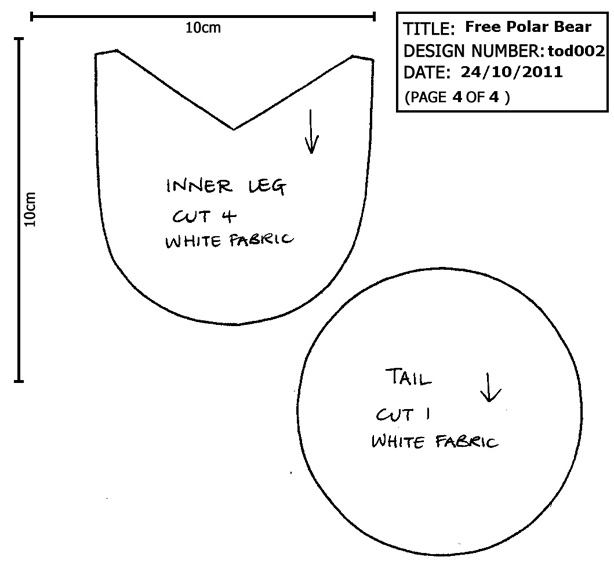 10cm
TITLE: Free Polar Bear
DESIGN NUMBER: tod002
DATE: 24/10/2011
(PAGE 4 OF 4 )
10cm
INNER LEG
CUT 4
WHITE FABRIC
TAIL
CUT 1
WHITE FABRIC